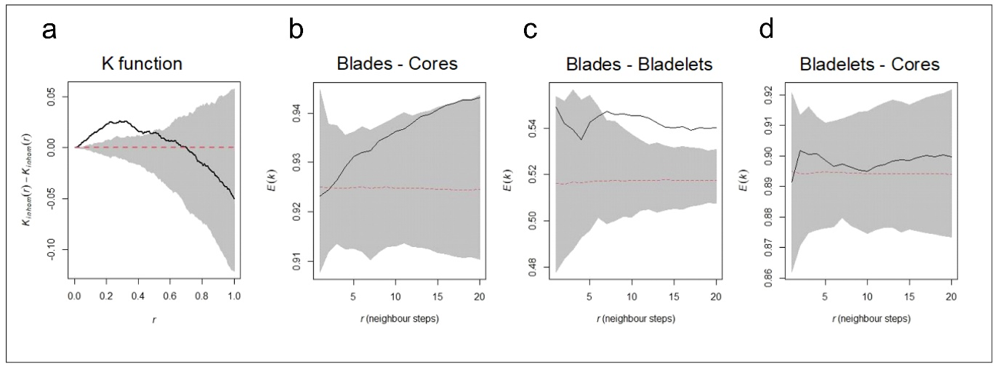 a
K function
K̂inhom(r) − Kinhom(r)
0.05
0.00
-0.05
-0.10
0.0 0.2 0.4 0.6 0.8 1.0
r
b
Blades - Cores
E(k)
0.94
0.93
0.92
0.91
5 10 15 20
r (neighbour steps)
c
Blades - Bladelets
E(k)
0.54
0.52
0.50
0.48
5 10 15 20
r (neighbour steps)
d
Bladelets - Cores
E(k)
0.92
0.91
0.90
0.89
0.88
0.87
0.86
5 10 15 20
r (neighbour steps)